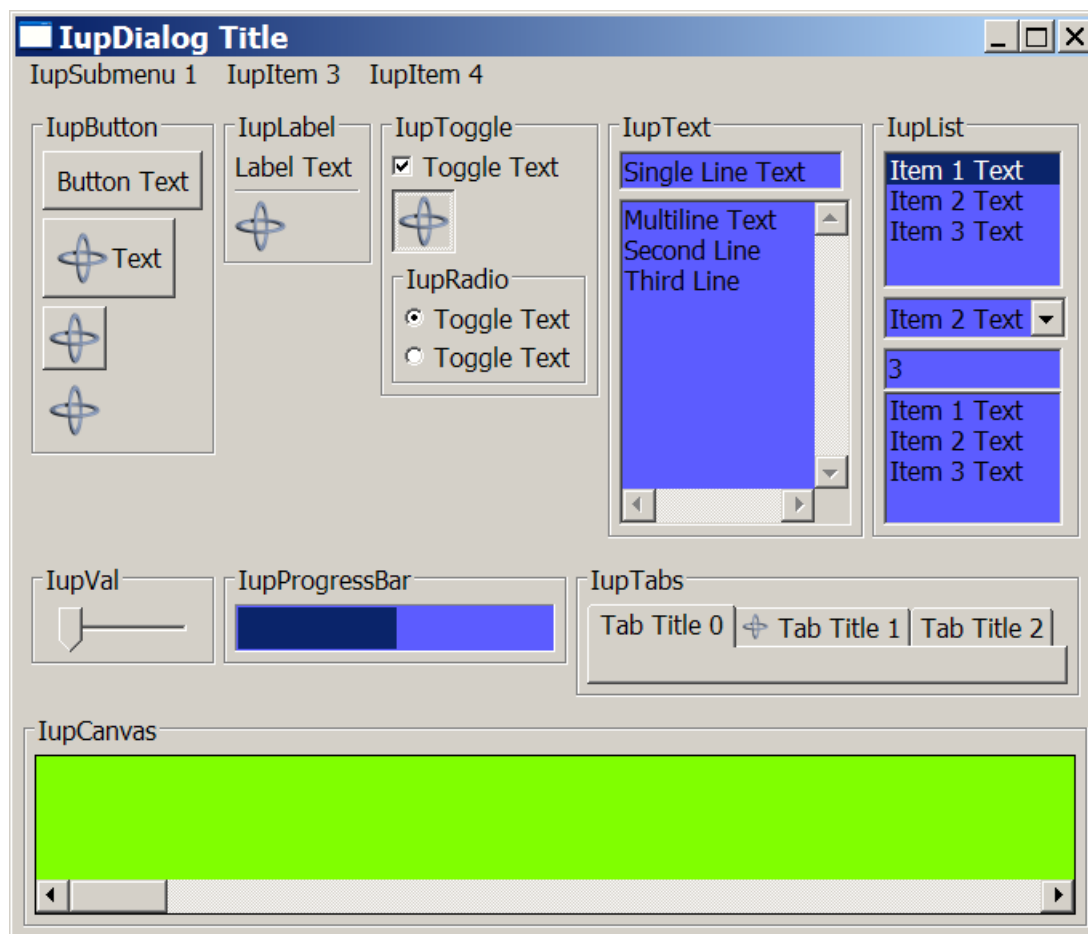 IupDialog Title
IupSubmenu 1 IupItem 3 IupItem 4
IupButton
Button Text
Text
IupLabel
Label Text
IupToggle
Toggle Text
IupRadio
Toggle Text
Toggle Text
IupText
Single Line Text
Multiline Text
Second Line
Third Line
IupList
Item 1 Text
Item 2 Text
Item 3 Text
Item 2 Text
3
Item 1 Text
Item 2 Text
Item 3 Text
IupVal
IupProgressBar
IupTabs
Tab Title 0 Tab Title 1 Tab Title 2
IupCanvas